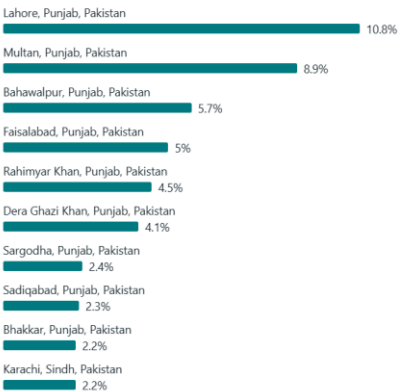 Lahore, Punjab, Pakistan
10.8%
Multan, Punjab, Pakistan
8.9%
Bahawalpur, Punjab, Pakistan
5.7%
Faisalabad, Punjab, Pakistan
5%
Rahimyar Khan, Punjab, Pakistan
4.5%
Dera Ghazi Khan, Punjab, Pakistan
4.1%
Sargodha, Punjab, Pakistan
2.4%
Sadiqabad, Punjab, Pakistan
2.3%
Bhakkar, Punjab, Pakistan
2.2%
Karachi, Sindh, Pakistan
2.2%